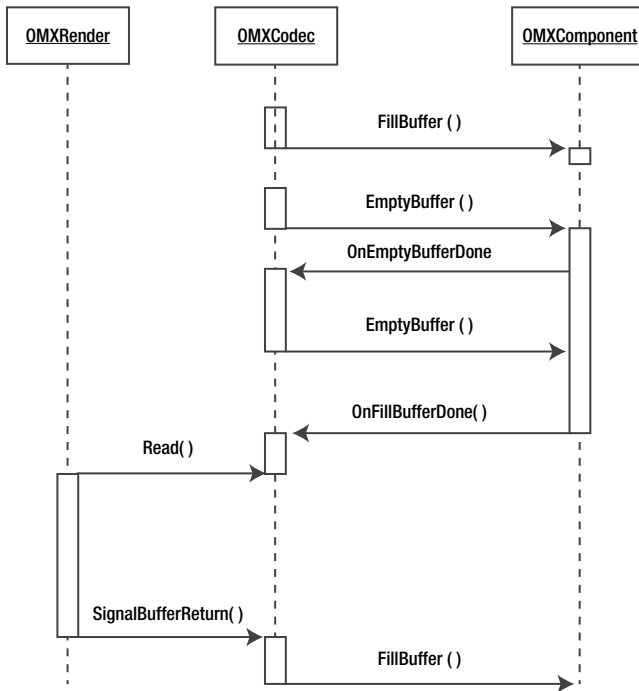 OMXRender
OMXCodec
OMXComponent
FillBuffer ( )
EmptyBuffer ( )
OnEmptyBufferDone
EmptyBuffer ( )
OnFillBufferDone( )
Read( )
SignalBufferReturn( )
FillBuffer ( )